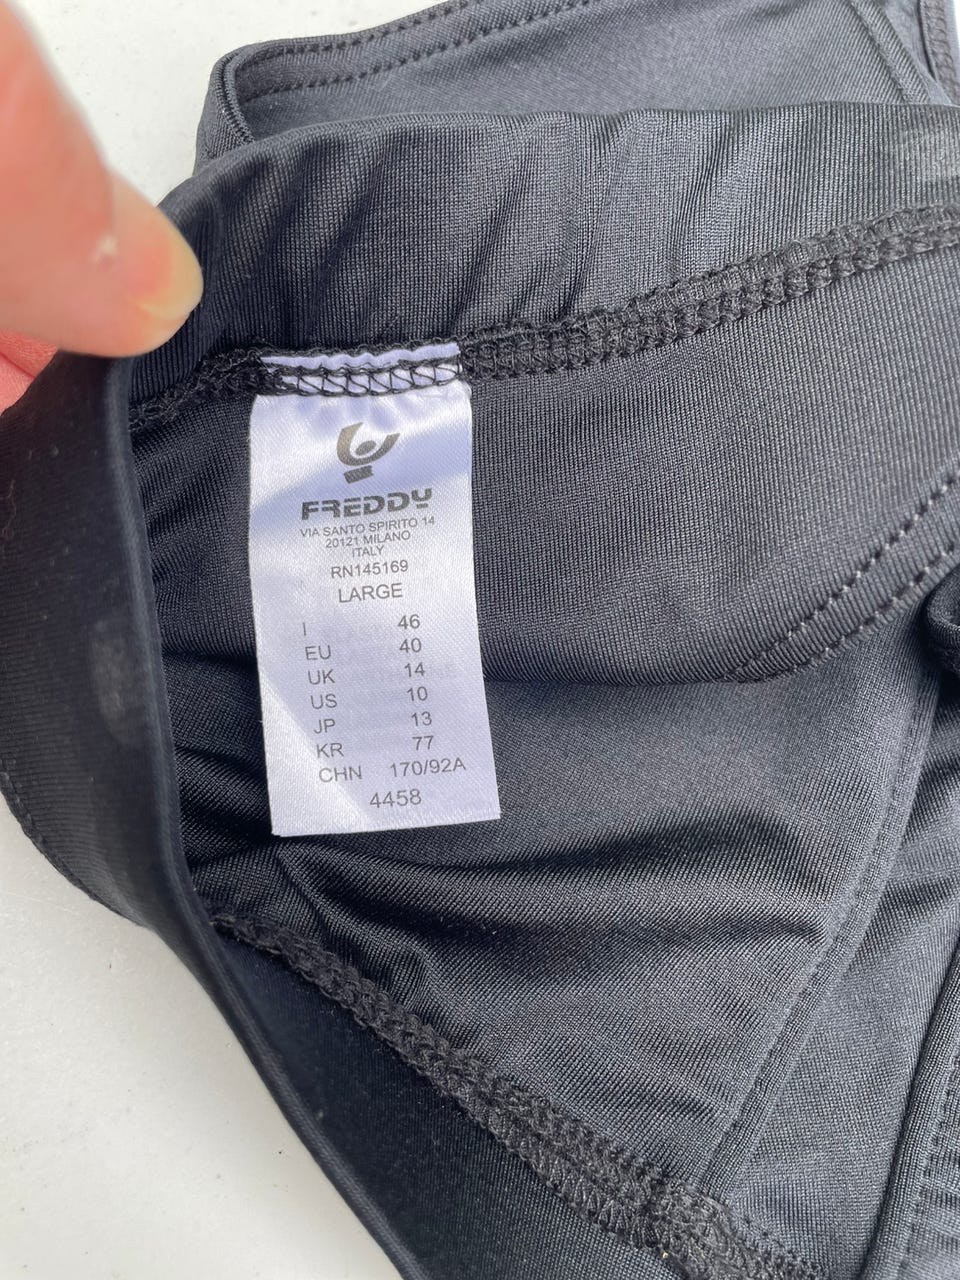 FREDDY
VIA SANTO SPIRITO 14
20121 MILANO
ITALY
RN145169
LARGE
I 46
EU 40
UK 14
US 10
JP 13
KR 77
CHN 170/92A
4458